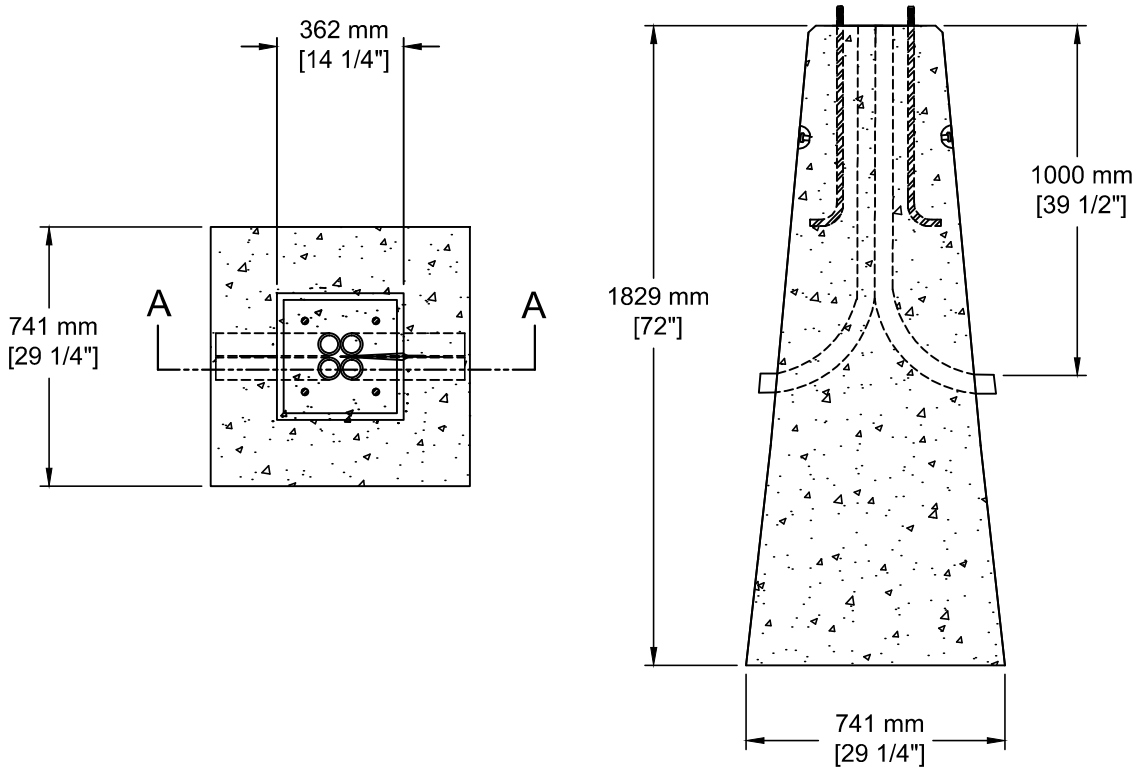 362 mm
[14 1/4"]
741 mm
[29 1/4"]
A
A
1829 mm
[72"]
1000 mm
[39 1/2"]
741 mm
[29 1/4"]